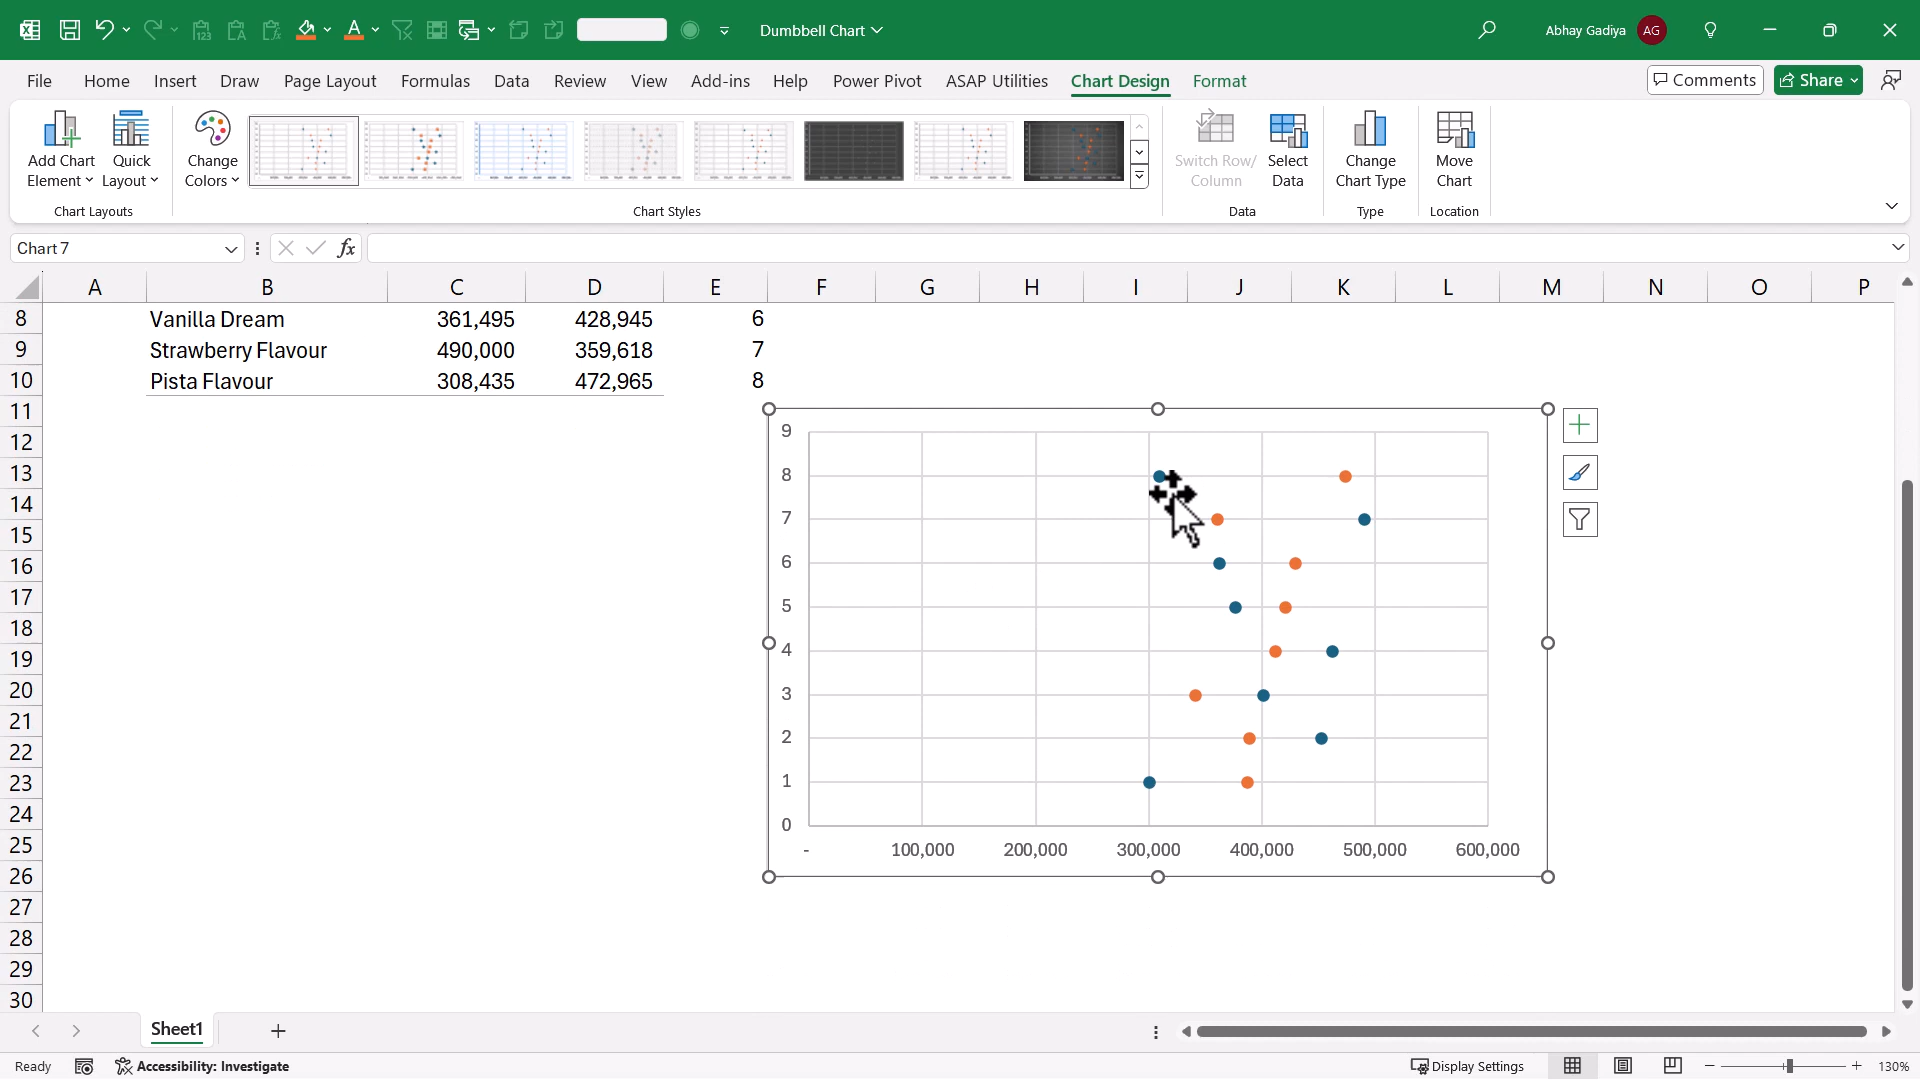 Dumbbell Chart
Abhay Gadiya AG
File Home Insert Draw Page Layout Formulas Data Review View Add-ins Help Power Pivot ASAP Utilities Chart Design Format
Comments Share
Add Chart Element
Quick Layout
Chart Layouts
Change Colors
Chart Styles
Switch Row/ Column
Select Data
Data
Change Chart Type
Type
Move Chart
Location
Chart 7 fx
A B C D E F G H I J K L M N O P
8 Vanilla Dream 361,495 428,945 6
9 Strawberry Flavour 490,000 359,618 7
10 Pista Flavour 308,435 472,965 8
11
12
13
14
15
16
17
18
19
20
21
22
23
24
25
26
27
28
29
30
9
8
7
6
5
4
3
2
1
0
- 100,000 200,000 300,000 400,000 500,000 600,000
Sheet1
Ready Accessibility: Investigate Display Settings 130%